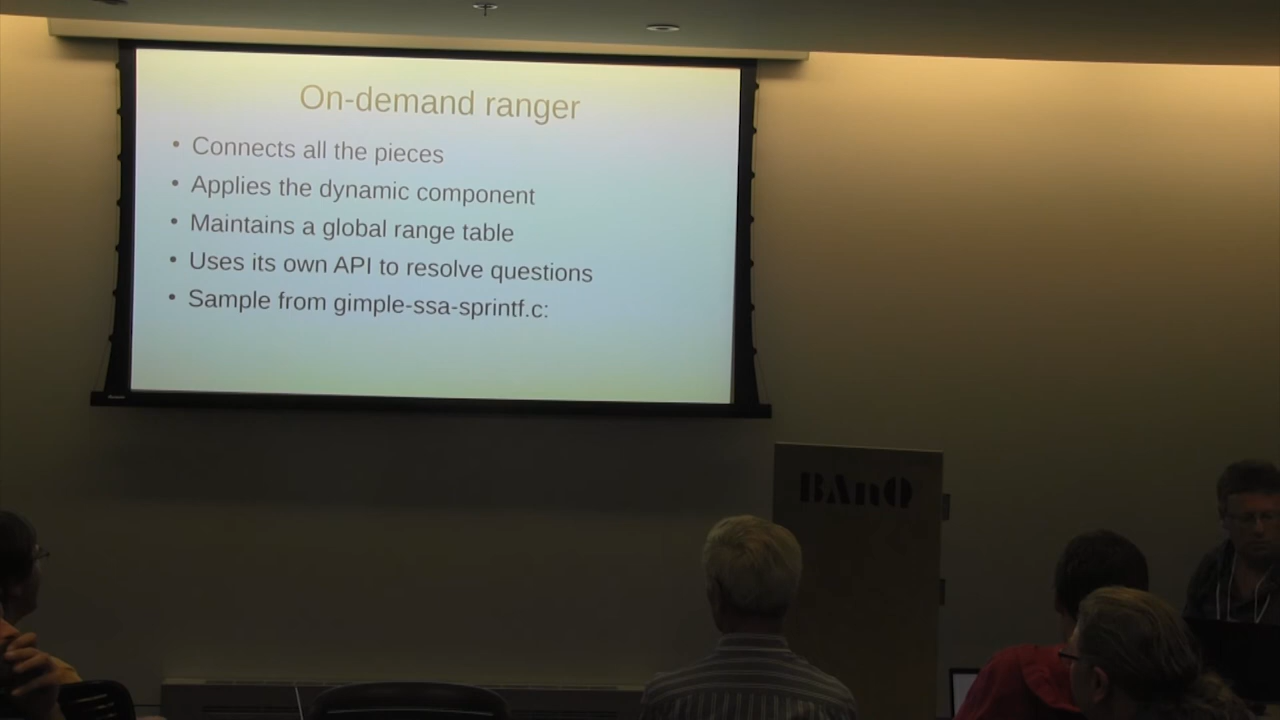 On-demand ranger
• Connects all the pieces
• Applies the dynamic component
• Maintains a global range table
• Uses its own API to resolve questions
• Sample from gimple-ssa-sprintf.c:
BAnQ